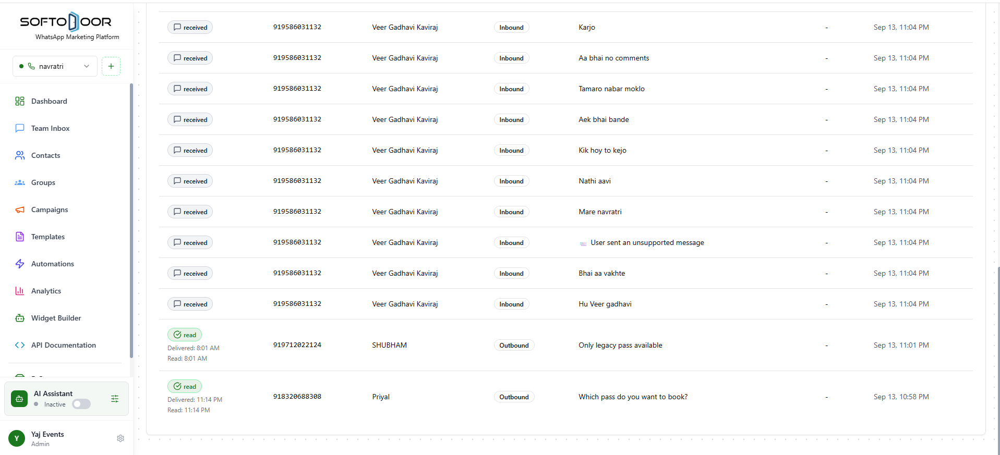 SOFTODOOR
WhatsApp Marketing Platform
navratri
Dashboard
Team Inbox
Contacts
Groups
Campaigns
Templates
Automations
Analytics
Widget Builder
API Documentation
AI Assistant
Inactive
Y
Yaj Events
Admin
received 919586031132 Veer Gadhavi Kaviraj Inbound Karjo - Sep 13, 11:04 PM
received 919586031132 Veer Gadhavi Kaviraj Inbound Aa bhai no comments - Sep 13, 11:04 PM
received 919586031132 Veer Gadhavi Kaviraj Inbound Tamaro nabar moklo - Sep 13, 11:04 PM
received 919586031132 Veer Gadhavi Kaviraj Inbound Aek bhai bande - Sep 13, 11:04 PM
received 919586031132 Veer Gadhavi Kaviraj Inbound Kik hoy to kejo - Sep 13, 11:04 PM
received 919586031132 Veer Gadhavi Kaviraj Inbound Nathi aavi - Sep 13, 11:04 PM
received 919586031132 Veer Gadhavi Kaviraj Inbound Mare navratri - Sep 13, 11:04 PM
received 919586031132 Veer Gadhavi Kaviraj Inbound User sent an unsupported message - Sep 13, 11:04 PM
received 919586031132 Veer Gadhavi Kaviraj Inbound Bhai aa vakhte - Sep 13, 11:04 PM
received 919586031132 Veer Gadhavi Kaviraj Inbound Hu Veer gadhavi - Sep 13, 11:04 PM
read 919712022124 SHUBHAM Outbound Only legacy pass available - Sep 13, 11:01 PM
Delivered: 8:01 AM
Read: 8:01 AM
read 918320688308 Priyal Outbound Which pass do you want to book? - Sep 13, 10:58 PM
Delivered: 11:14 PM
Read: 11:14 PM